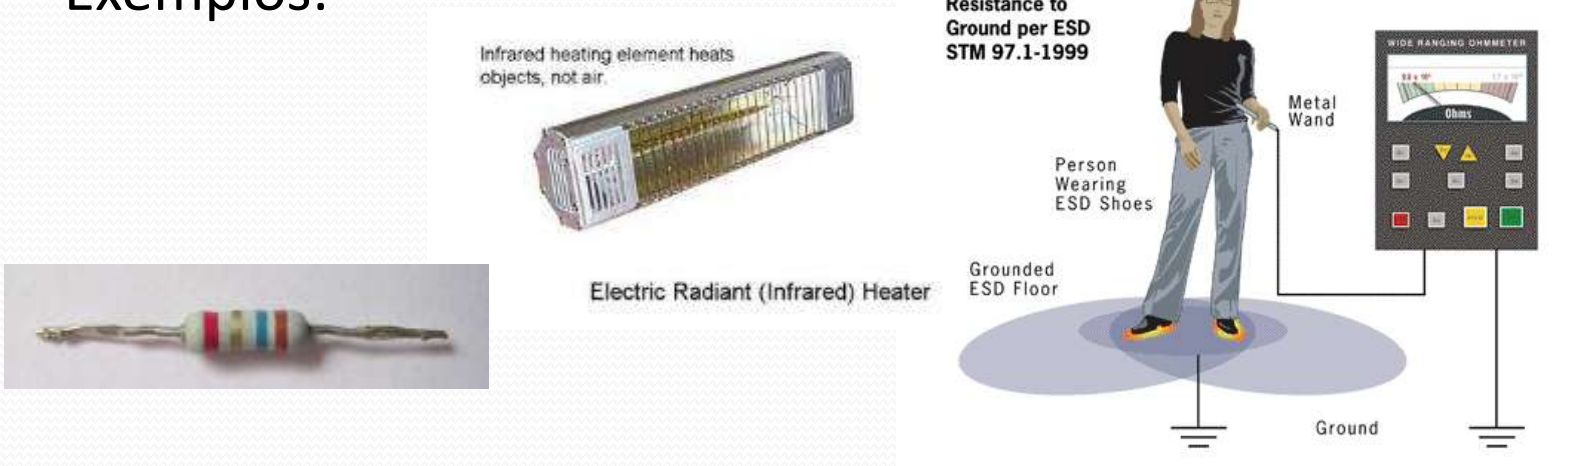 Exemplos:
Infrared heating element heats
objects, not air.
Electric Radiant (Infrared) Heater
Resistance to
Ground per ESD
STM 97.1-1999
WIDE RANGING OHMMETER
Ohms
Metal
Wand
Person
Wearing
ESD Shoes
Grounded
ESD Floor
Ground